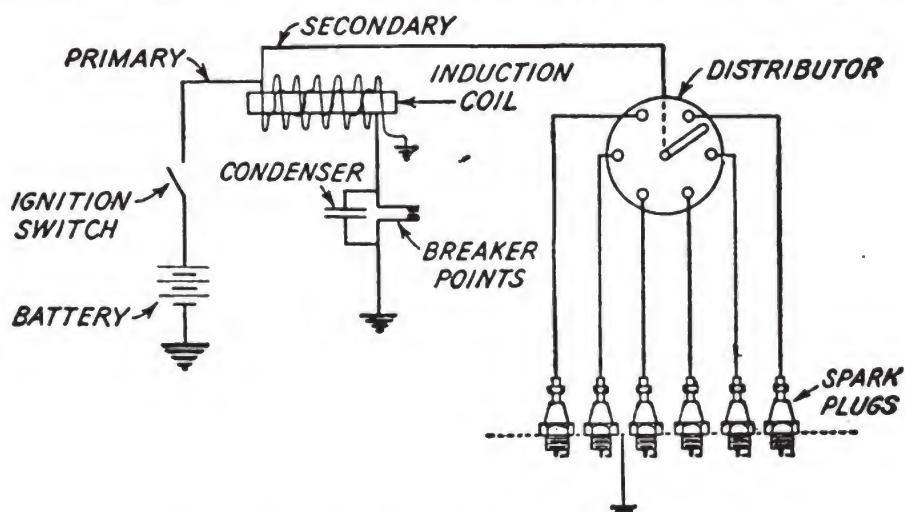 SECONDARY
PRIMARY
INDUCTION
COIL
DISTRIBUTOR
CONDENSER
IGNITION
SWITCH
BREAKER
POINTS
BATTERY
SPARK
PLUGS